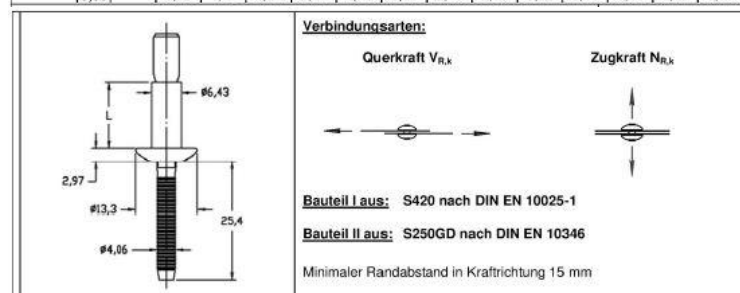 Verbindungsarten:
Querkraft V_R,k
Zugkraft N_R,k
L
ø6,43
2,97
ø13,3
25,4
ø4,06
Bauteil I aus: S420 nach DIN EN 10025-1
Bauteil II aus: S250GD nach DIN EN 10346
Minimaler Randabstand in Kraftrichtung 15 mm